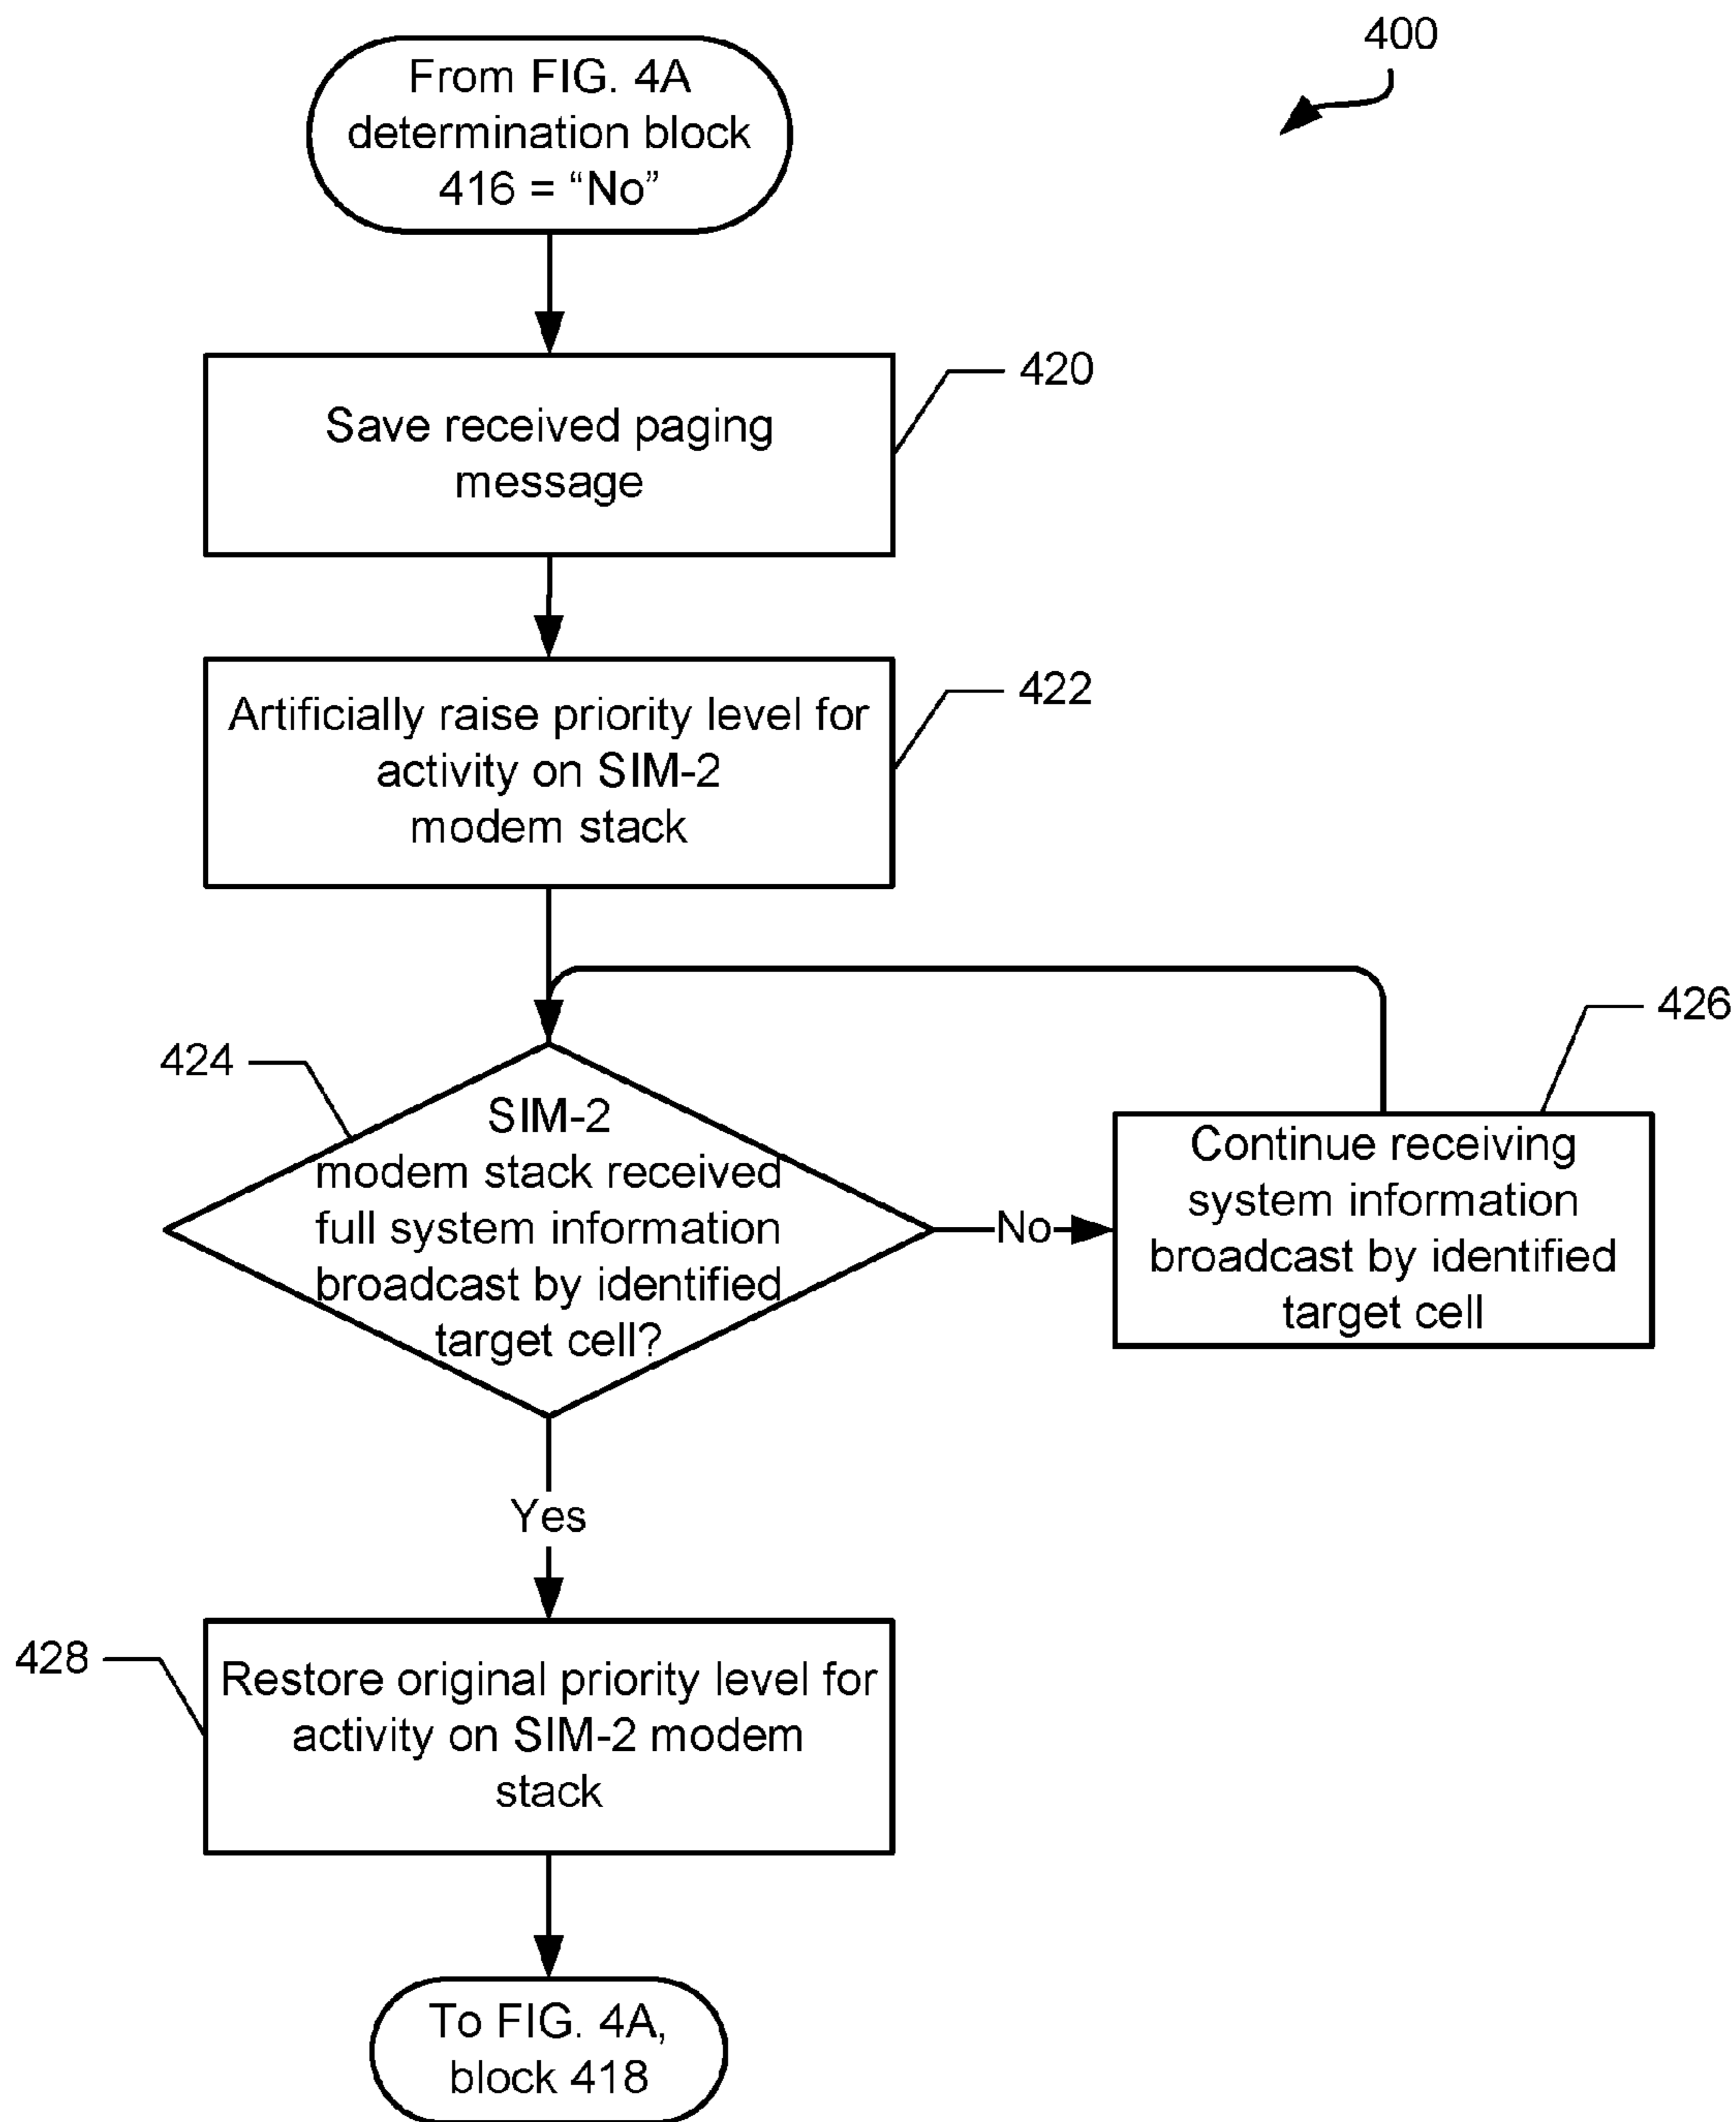 400
From FIG. 4A
determination block
416 = “No”
420
Save received paging
message
422
Artificially raise priority level for
activity on SIM-2
modem stack
424
SIM-2
modem stack received
full system information
broadcast by identified
target cell?
No
426
Continue receiving
system information
broadcast by identified
target cell
Yes
428
Restore original priority level for
activity on SIM-2 modem
stack
To FIG. 4A,
block 418